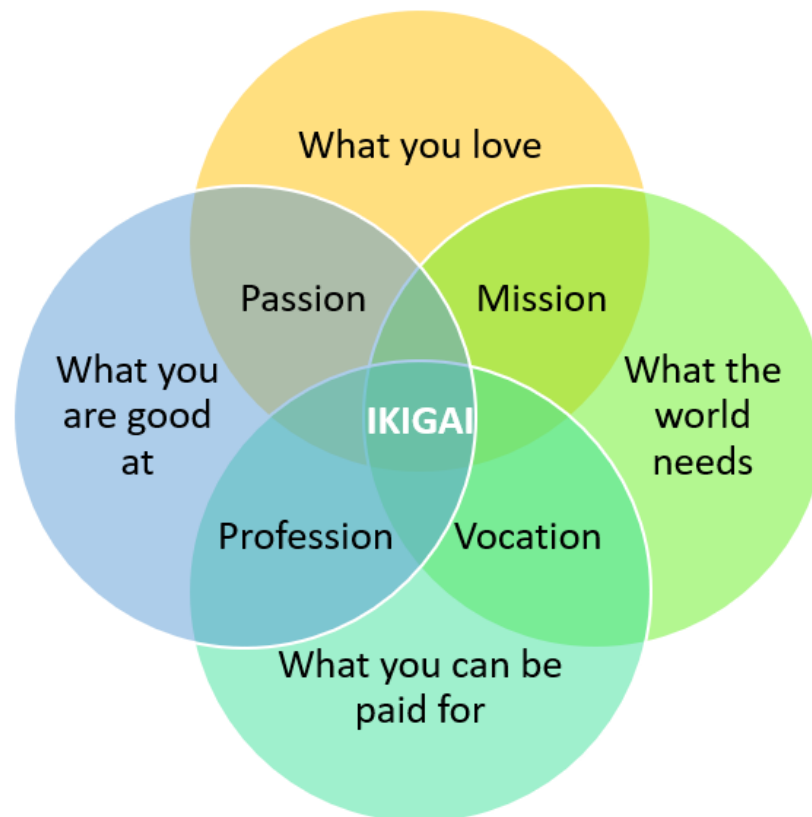 What you love
Passion
Mission
What you
are good
at
What the
world
needs
IKIGAI
Profession
Vocation
What you can be
paid for